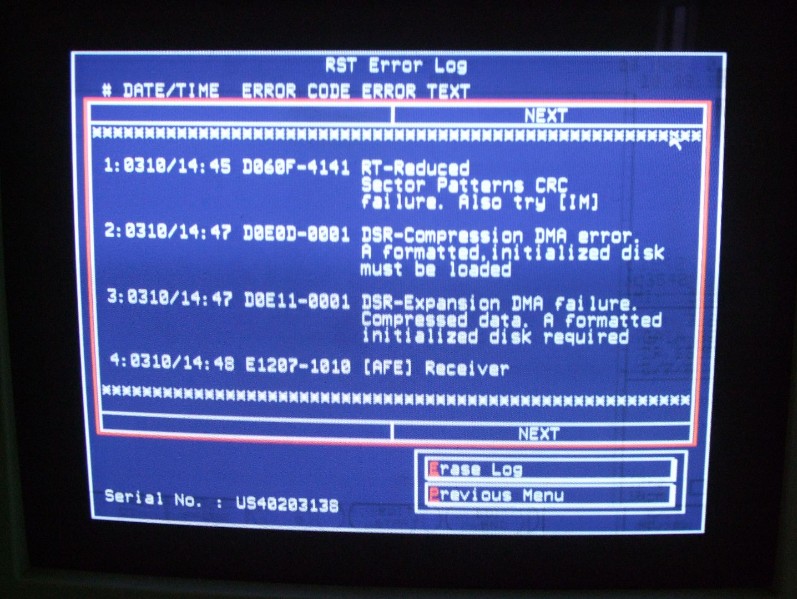 RST Error Log
# DATE/TIME ERROR CODE ERROR TEXT
NEXT
************************************************************
1:0310/14:45 D060F-4141 RT-Reduced
Sector Patterns CRC
failure. Also try [IM]
2:0310/14:47 D0E0D-0001 DSR-Compression DMA error.
A formatted,initialized disk
must be loaded
3:0310/14:47 D0E11-0001 DSR-Expansion DMA failure.
Compressed data. A formatted
initialized disk required
4:0310/14:48 E1207-1010 [AFE] Receiver
************************************************************
NEXT
Erase Log
Previous Menu
Serial No. : US40203138